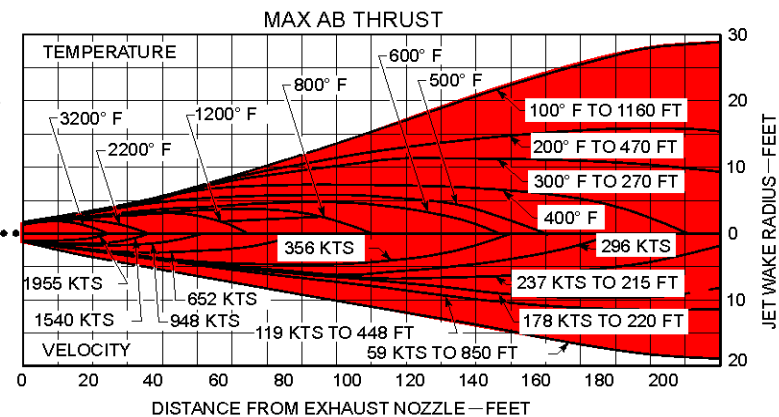 MAX AB THRUST
TEMPERATURE
3200° F
2200° F
1200° F
800° F
600° F
500° F
100° F TO 1160 FT
200° F TO 470 FT
300° F TO 270 FT
400° F
356 KTS
296 KTS
1955 KTS
1540 KTS
948 KTS
652 KTS
237 KTS TO 215 FT
178 KTS TO 220 FT
119 KTS TO 448 FT
59 KTS TO 850 FT
VELOCITY
30
20
10
0
10
20
JET WAKE RADIUS—FEET
0 20 40 60 80 100 120 140 160 180 200
DISTANCE FROM EXHAUST NOZZLE—FEET